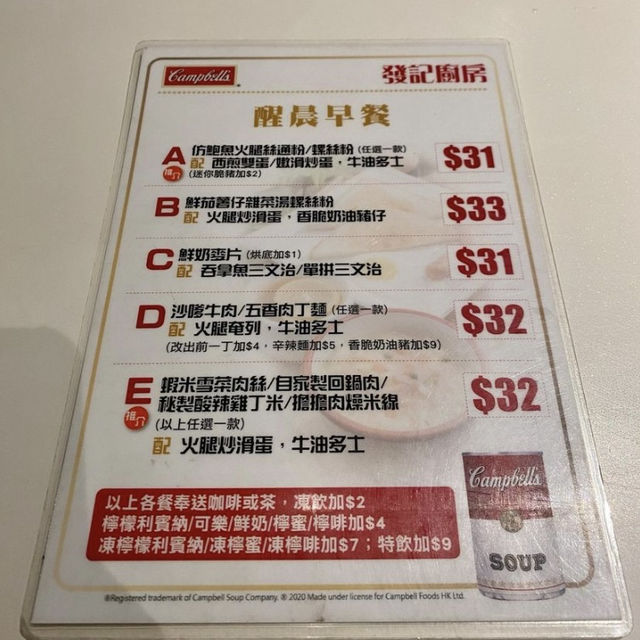 Campbell's
發記廚房
醒晨早餐
A 仿鮑魚火腿絲通粉/螺絲粉 (任選一款)
配 西煎雙蛋/嫩滑炒蛋,牛油多士
推介 (迷你脆豬加$2)
$31
B 鮮茄薯仔雜菜湯螺絲粉
配 火腿炒滑蛋,香脆奶油豬仔
$33
C 鮮奶麥片 (烘底加$1)
配 吞拿魚三文治/單拼三文治
$31
D 沙嗲牛肉/五香肉丁麵 (任選一款)
配 火腿奄列,牛油多士
(改出前一丁加$4,辛辣麵加$5,香脆奶油豬加$9)
$32
E 蝦米雪菜肉絲/自家製回鍋肉/
推介 秘製酸辣雞丁米/擔擔肉燥米線
(以上任選一款)
配 火腿炒滑蛋,牛油多士
$32
以上各餐奉送咖啡或茶,凍飲加$2
檸檬利賓納/可樂/鮮奶/檸蜜/檸啡加$4
凍檸檬利賓納/凍檸蜜/凍檸啡加$7;特飲加$9
Campbell's
SOUP
®Registered trademark of Campbell Soup Company. ® 2020 Made under license for Campbell Foods HK Ltd.